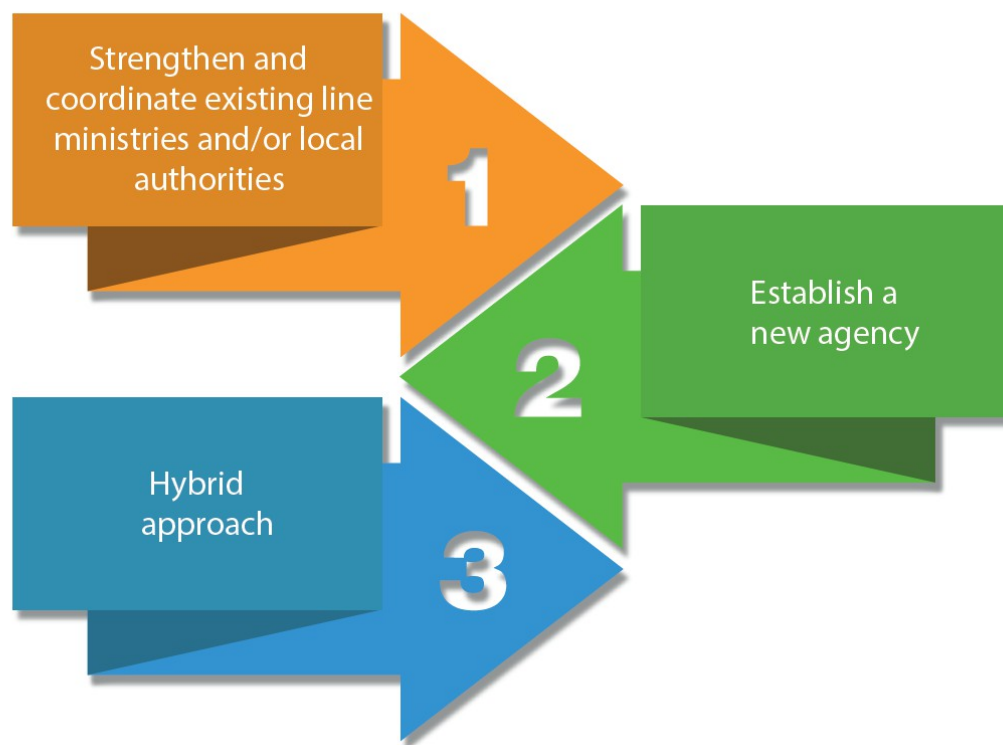 Strengthen and
coordinate existing line
ministries and/or local
authorities
1
Establish a
new agency
2
Hybrid
approach
3